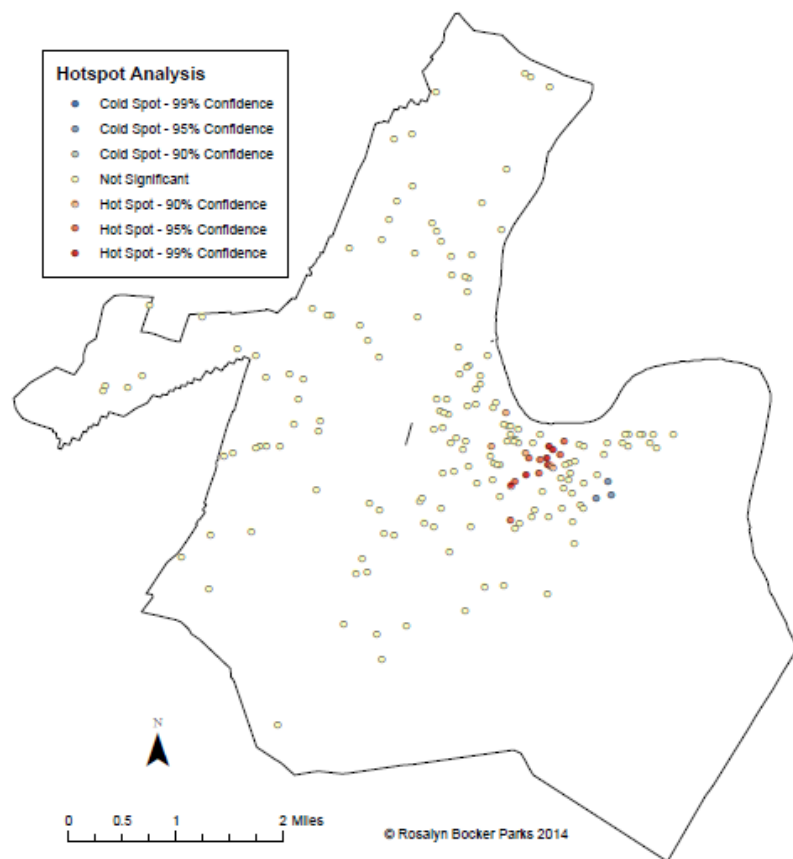 Hotspot Analysis
Cold Spot - 99% Confidence
Cold Spot - 95% Confidence
Cold Spot - 90% Confidence
Not Significant
Hot Spot - 90% Confidence
Hot Spot - 95% Confidence
Hot Spot - 99% Confidence
N
0 0.5 1 2 Miles
© Rosalyn Bocker Parks 2014